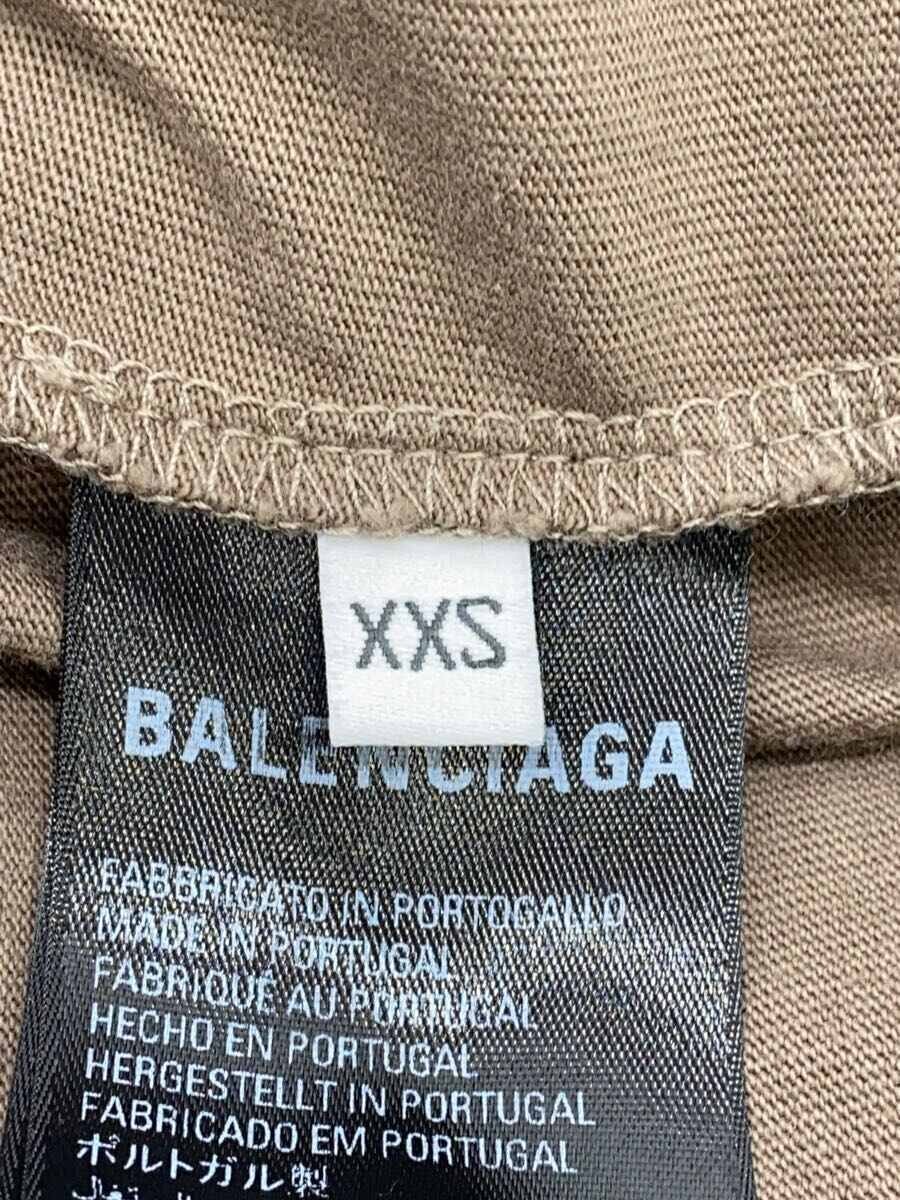 XXS
BALENCIAGA
FABBRICATO IN PORTOGALLO
MADE IN PORTUGAL
FABRIQUÉ AU PORTUGAL
HECHO EN PORTUGAL
HERGESTELLT IN PORTUGAL
FABRICADO EM PORTUGAL
ポルトガル製